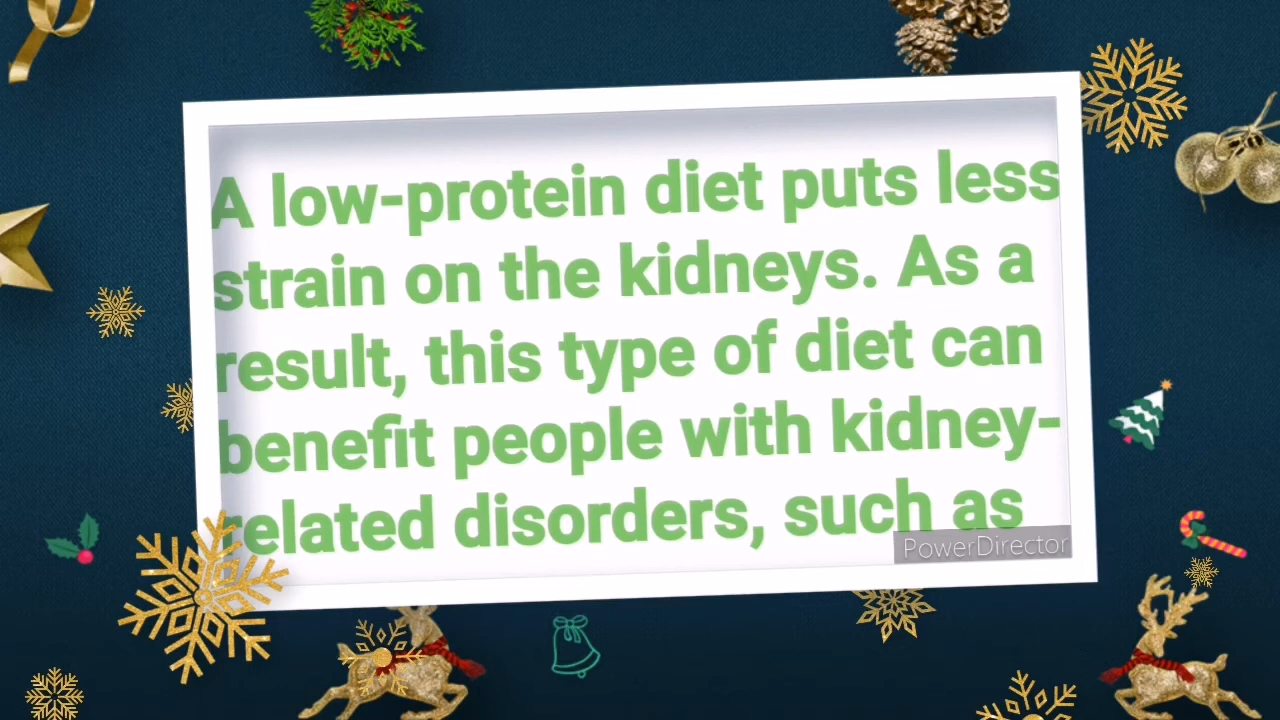 A low-protein diet puts less
strain on the kidneys. As a
result, this type of diet can
benefit people with kidney-
related disorders, such as
PowerDirector